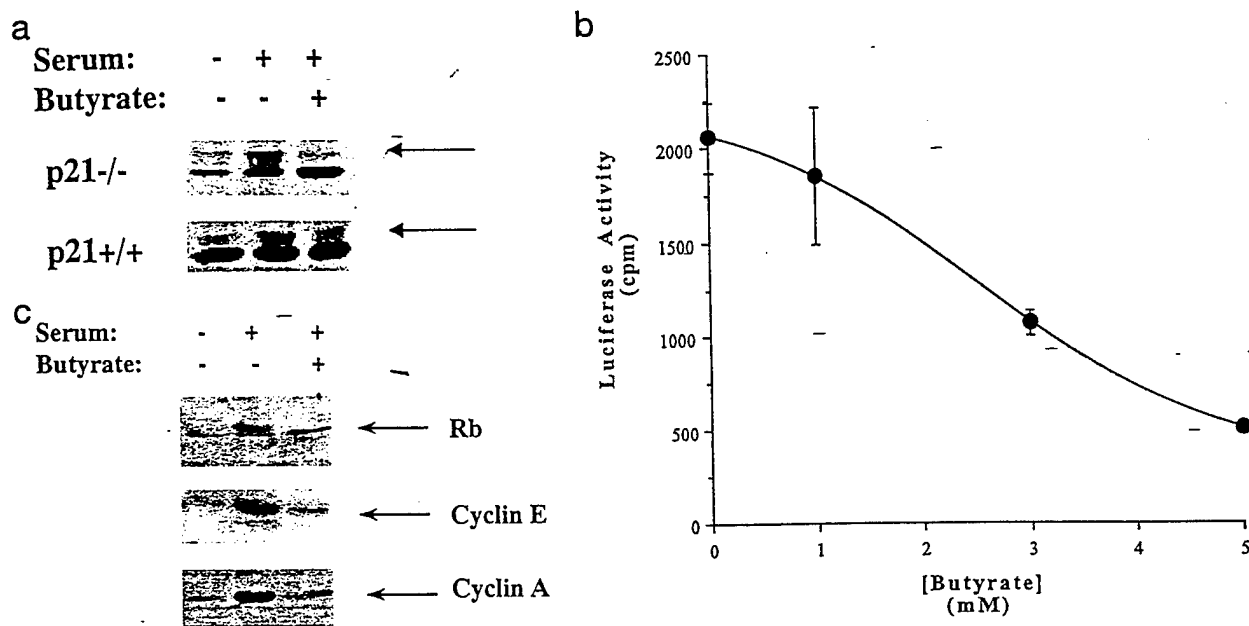 a
Serum: - + +
Butyrate: - - +
p21-/-
p21+/+
c
Serum: - + +
Butyrate: - - +
Rb
Cyclin E
Cyclin A
b
Luciferase Activity
(cpm)
2500
2000
1500
1000
500
0
0 1 2 3 4 5
[Butyrate]
(mM)